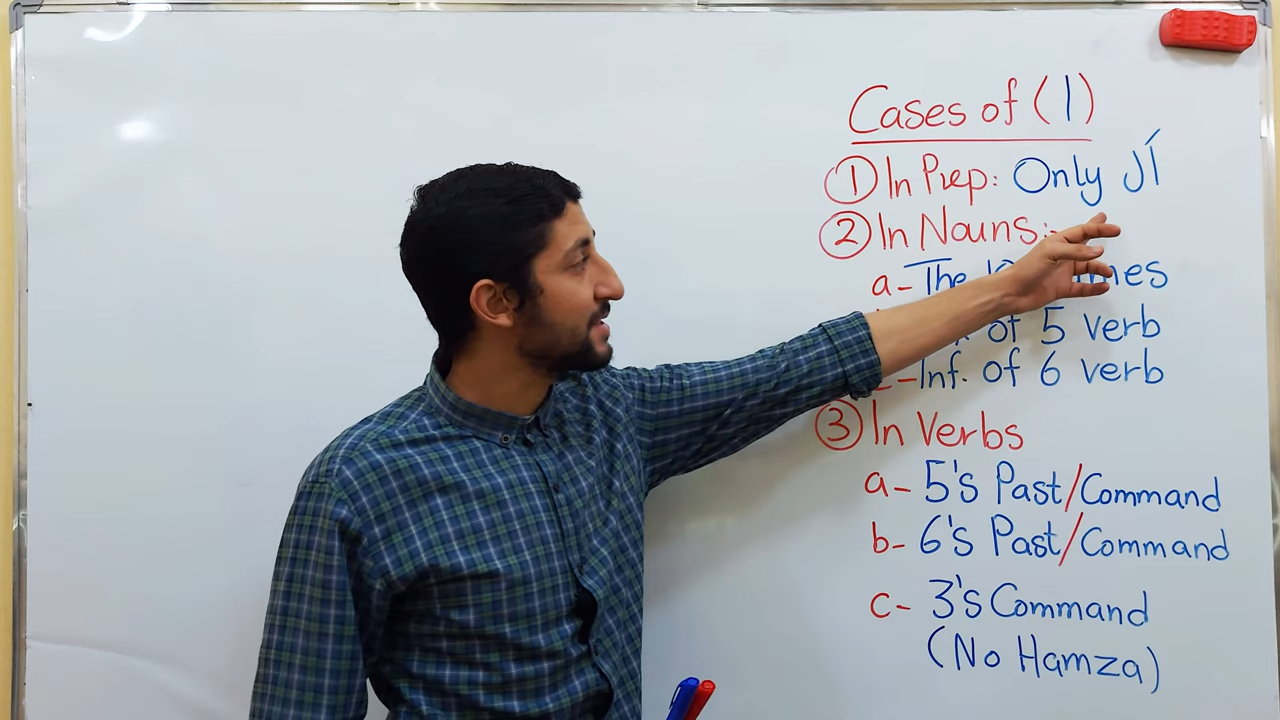 Cases of (ا)
① In Prep: Only اَل
② In Nouns:-
a- The
of 5 verb
Inf. of 6 verb
③ In Verbs
a- 5's Past/Command
b- 6's Past/Command
c- 3's Command
(No Hamza)